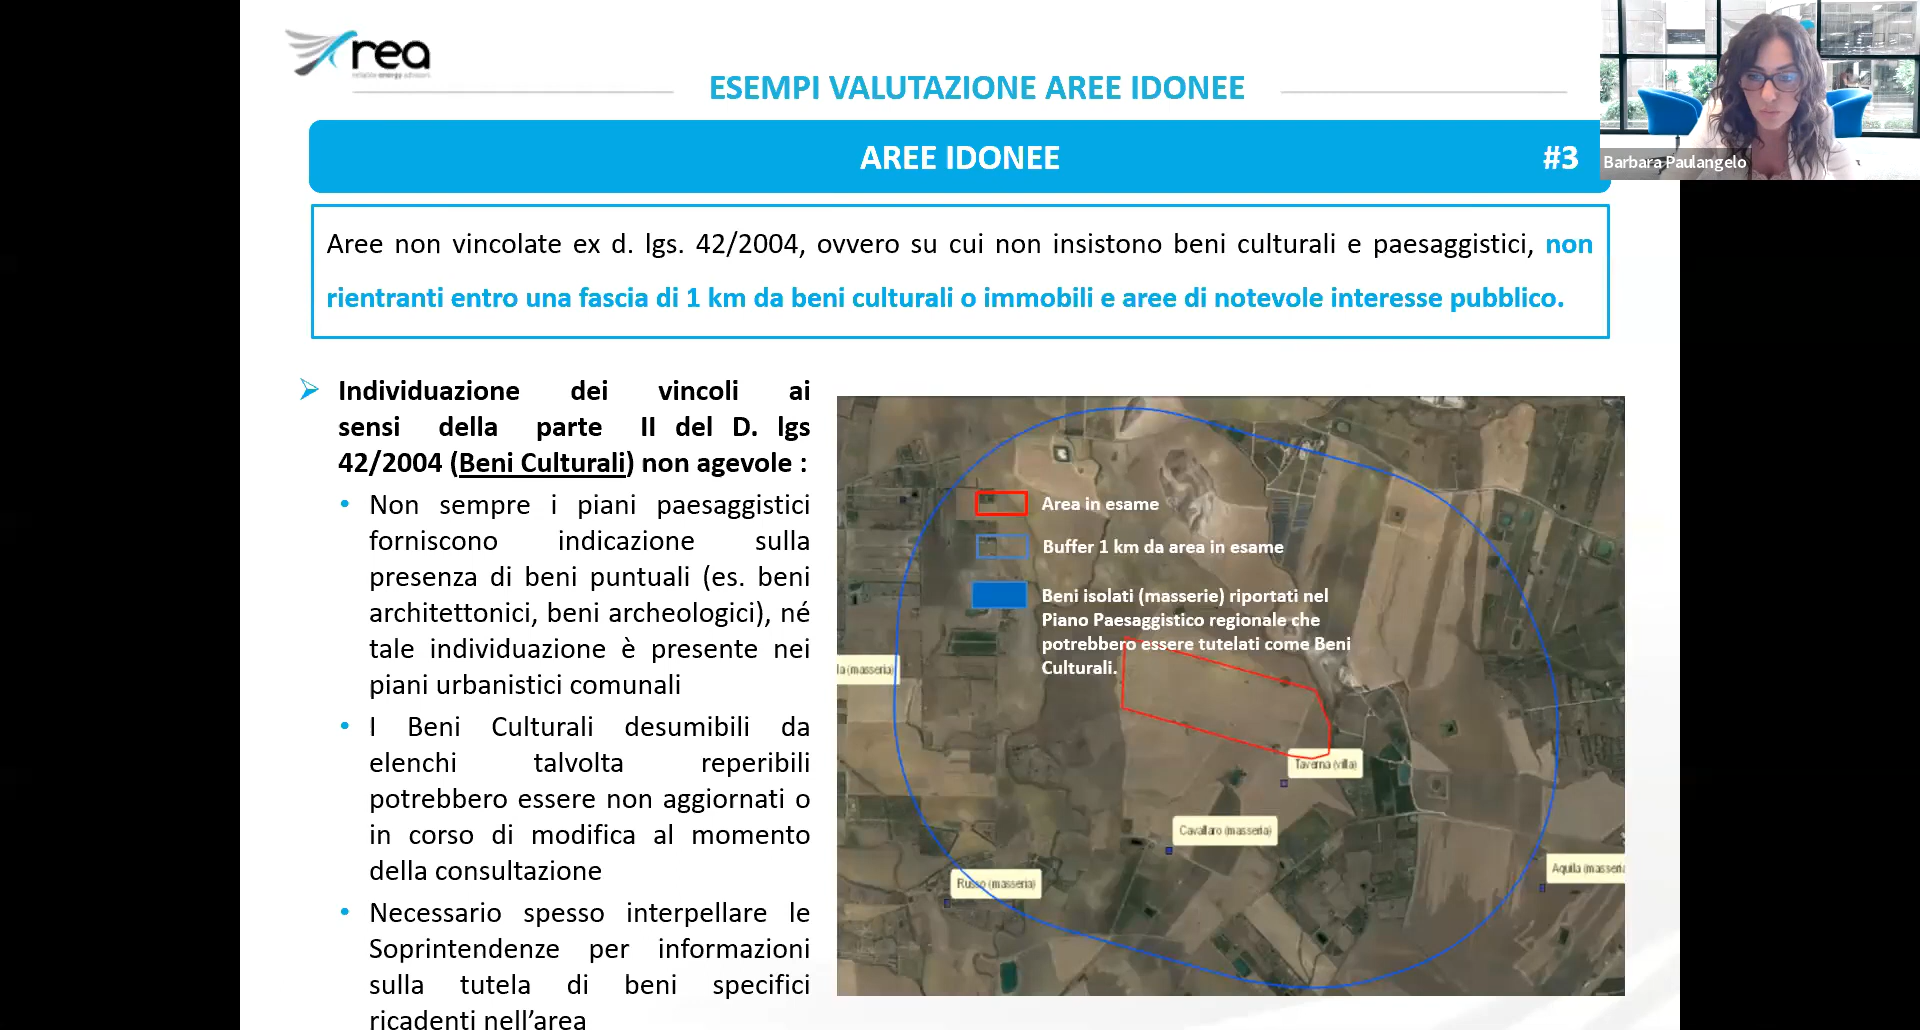 rea
reliable energy advisors
ESEMPI VALUTAZIONE AREE IDONEE
AREE IDONEE
#3
Barbara Paulangelo
Aree non vincolate ex d. lgs. 42/2004, ovvero su cui non insistono beni culturali e paesaggistici, non
rientranti entro una fascia di 1 km da beni culturali o immobili e aree di notevole interesse pubblico.
Individuazione dei vincoli ai
sensi della parte II del D. lgs
42/2004 (Beni Culturali) non agevole :
• Non sempre i piani paesaggistici
forniscono indicazione sulla
presenza di beni puntuali (es. beni
architettonici, beni archeologici), né
tale individuazione è presente nei
piani urbanistici comunali
• I Beni Culturali desumibili da
elenchi talvolta reperibili
potrebbero essere non aggiornati o
in corso di modifica al momento
della consultazione
• Necessario spesso interpellare le
Soprintendenze per informazioni
sulla tutela di beni specifici
ricadenti nell'area
Area in esame
Buffer 1 km da area in esame
Beni isolati (masserie) riportati nel
Piano Paesaggistico regionale che
potrebbero essere tutelati come Beni
Culturali.
la (masseria)
Taverna (villa)
Cavallaro (masseria)
Russo (masseria)
Aquila (masseria